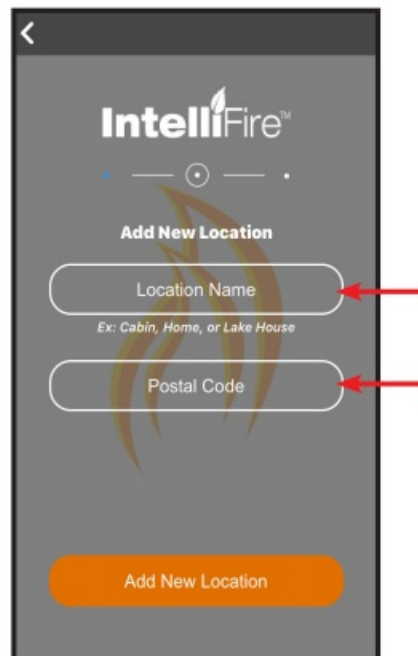 IntelliFire™
Add New Location
Location Name
Ex: Cabin, Home, or Lake House
Postal Code
Add New Location